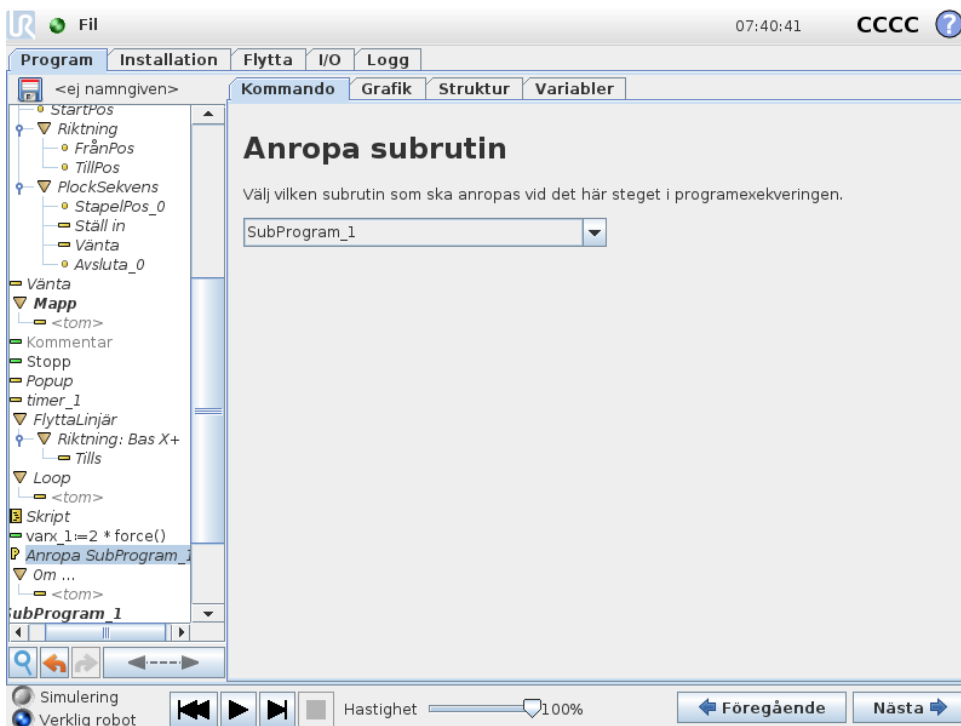 UR Fil 07:40:41 CCCC ?
Program Installation Flytta I/O Logg
<ej namngiven> Kommando Grafik Struktur Variabler
StartPos
Riktning
FrånPos
TillPos
PlockSekvens
StapelPos_0
Ställ in
Vänta
Avsluta_0
Vänta
Mapp
<tom>
Kommentar
Stopp
Popup
timer_1
FlyttaLinjär
Riktning: Bas X+
Tills
Loop
<tom>
Skript
varx_1:=2 * force()
Anropa SubProgram_1
Om ...
<tom>
SubProgram_1
Anropa subrutin
Välj vilken subrutin som ska anropas vid det här steget i programexekveringen.
SubProgram_1
Simulering
Verklig robot
Hastighet 100%
Föregående Nästa